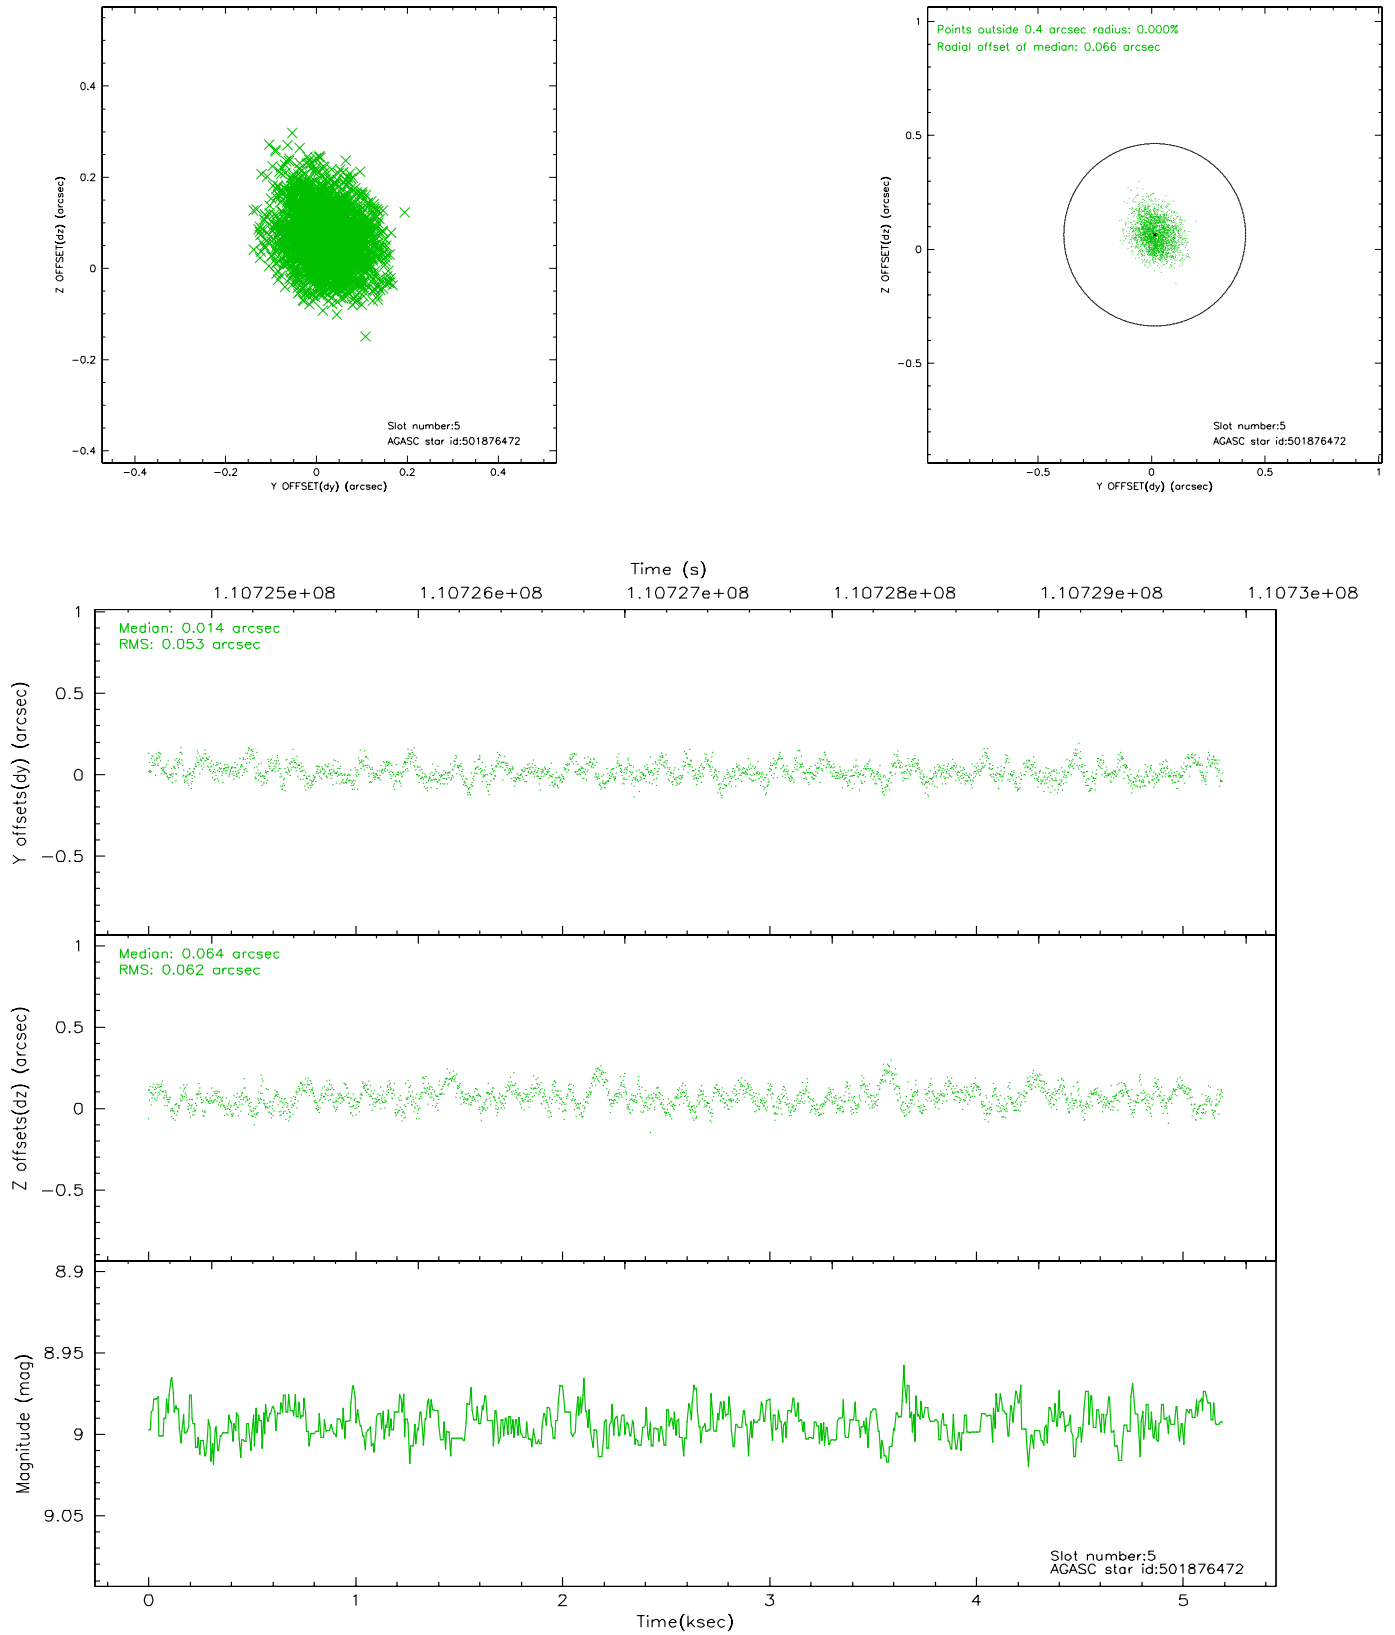 0.4
0.2
0
−0.2
−0.4
−0.4
−0.2
0
0.2
0.4
Z OFFSET(dz) (arcsec)
Y OFFSET(dy) (arcsec)
Slot number:5
AGASC star id:501876472
Points outside 0.4 arcsec radius: 0.000%
Radial offset of median: 0.066 arcsec
1
0.5
0
−0.5
−0.5
0
0.5
1
Z OFFSET(dz) (arcsec)
Y OFFSET(dy) (arcsec)
Slot number:5
AGASC star id:501876472
Time (s)
1.10725e+08
1.10726e+08
1.10727e+08
1.10728e+08
1.10729e+08
1.1073e+08
Median: 0.014 arcsec
RMS: 0.053 arcsec
1
0.5
0
−0.5
Y offsets(dy) (arcsec)
Median: 0.064 arcsec
RMS: 0.062 arcsec
1
0.5
0
−0.5
Z offsets(dz) (arcsec)
8.9
8.95
9
9.05
Magnitude (mag)
Slot number:5
AGASC star id:501876472
0
1
2
3
4
5
Time(ksec)